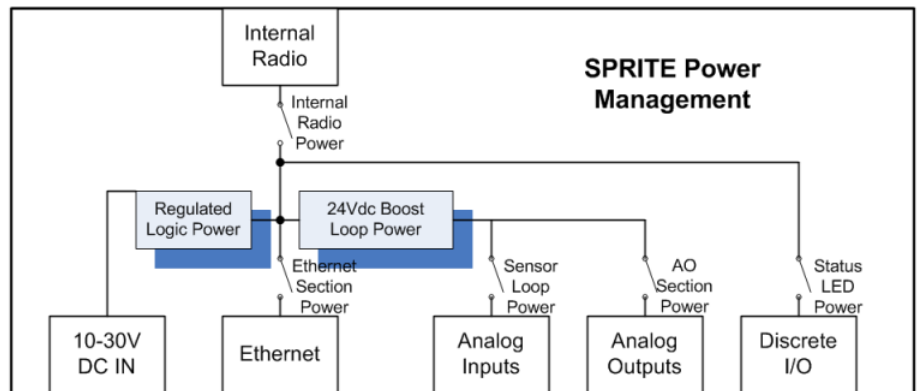 Internal
Radio
SPRITE Power
Management
Internal
Radio
Power
Regulated
Logic Power
24Vdc Boost
Loop Power
Ethernet
Section
Power
Sensor
Loop
Power
AO
Section
Power
Status
LED
Power
10-30V
DC IN
Ethernet
Analog
Inputs
Analog
Outputs
Discrete
I/O